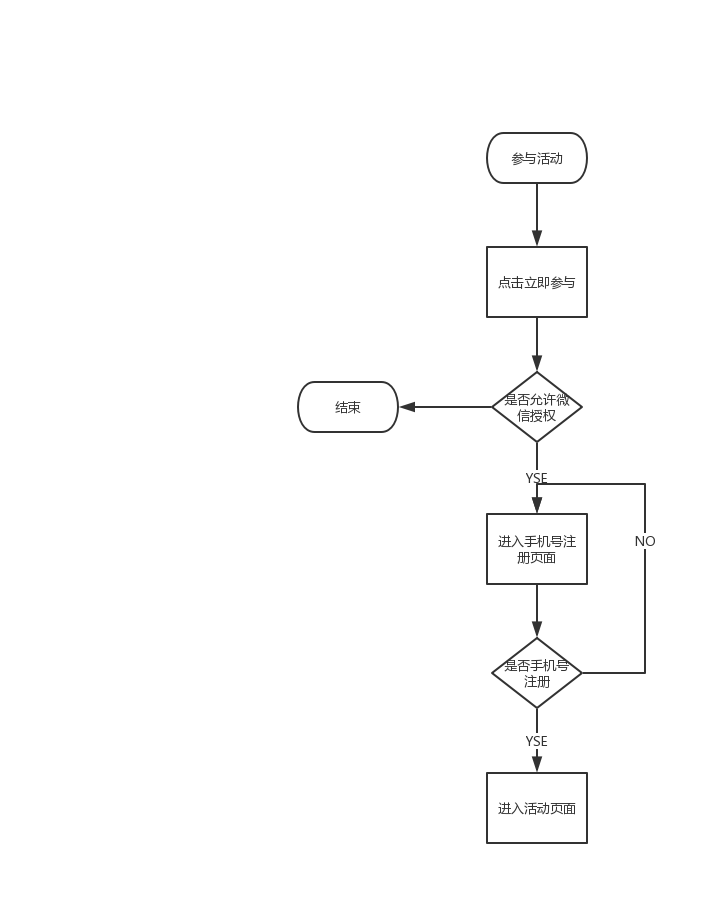 参与活动
点击立即参与
是否允许微
信授权
结束
YSE
进入手机号注
册页面
NO
是否手机号
注册
YSE
进入活动页面